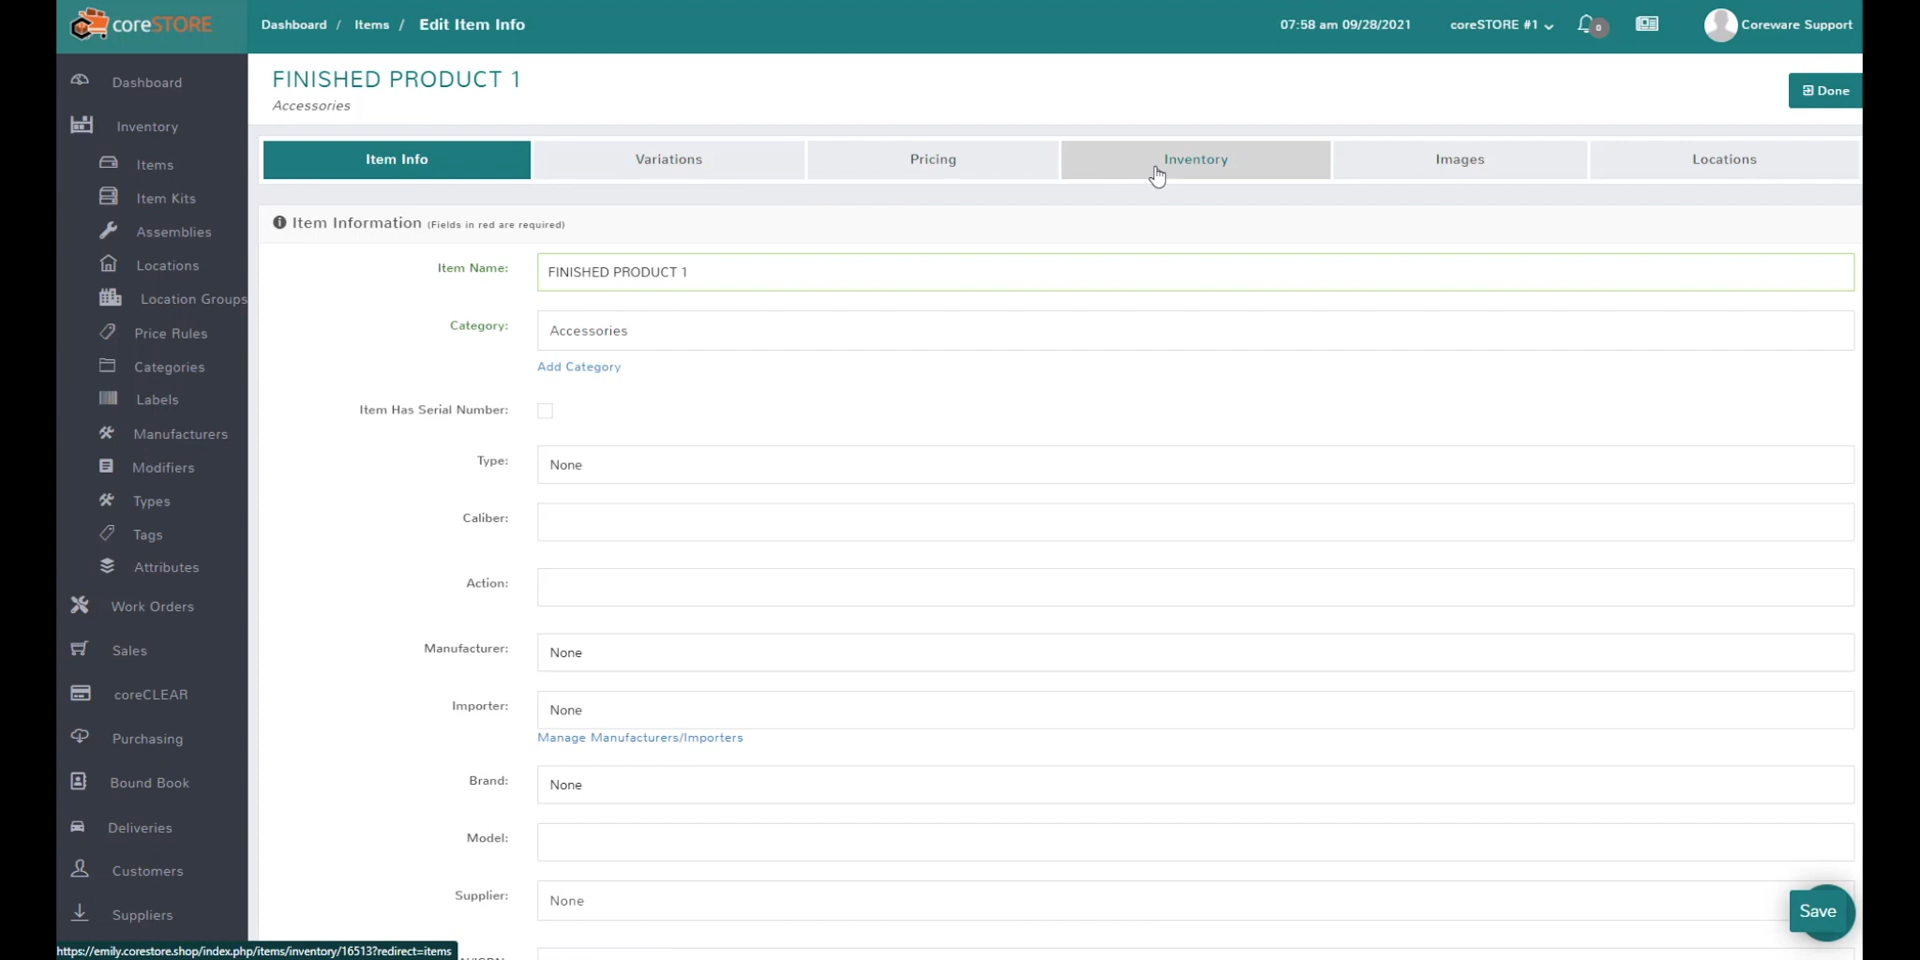 coreSTORE
Dashboard / Items / Edit Item Info
07:58 am 09/28/2021
coreSTORE #1
0
Coreware Support
Dashboard
Inventory
Items
Item Kits
Assemblies
Locations
Location Groups
Price Rules
Categories
Labels
Manufacturers
Modifiers
Types
Tags
Attributes
Work Orders
Sales
coreCLEAR
Purchasing
Bound Book
Deliveries
Customers
Suppliers
FINISHED PRODUCT 1
Accessories
Done
Item Info
Variations
Pricing
Inventory
Images
Locations
Item Information (Fields in red are required)
Item Name: FINISHED PRODUCT 1
Category: Accessories
Add Category
Item Has Serial Number:
Type: None
Caliber:
Action:
Manufacturer: None
Importer: None
Manage Manufacturers/Importers
Brand: None
Model:
Supplier: None
Save
https://emily.corestore.shop/index.php/items/inventory/16513?redirect=items